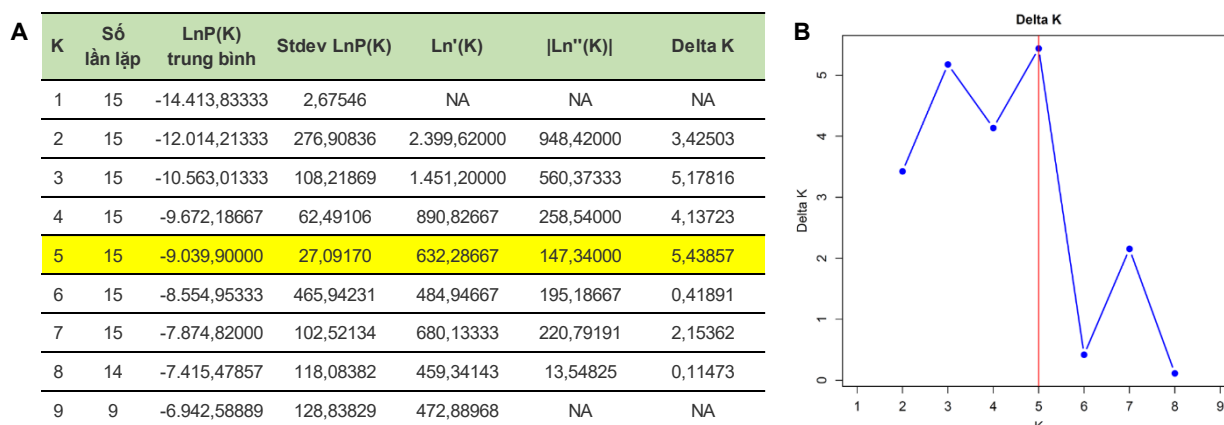 A
K Số lần lặp LnP(K) trung bình Stdev LnP(K) Ln'(K) |Ln''(K)| Delta K
1 15 -14.413,83333 2,67546 NA NA NA
2 15 -12.014,21333 276,90836 2.399,62000 948,42000 3,42503
3 15 -10.563,01333 108,21869 1.451,20000 560,37333 5,17816
4 15 -9.672,18667 62,49106 890,82667 258,54000 4,13723
5 15 -9.039,90000 27,09170 632,28667 147,34000 5,43857
6 15 -8.554,95333 465,94231 484,94667 195,18667 0,41891
7 15 -7.874,82000 102,52134 680,13333 220,79191 2,15362
8 14 -7.415,47857 118,08382 459,34143 13,54825 0,11473
9 9 -6.942,58889 128,83829 472,88968 NA NA
B
Delta K
Delta K
5
4
3
2
1
0
1 2 3 4 5 6 7 8 9